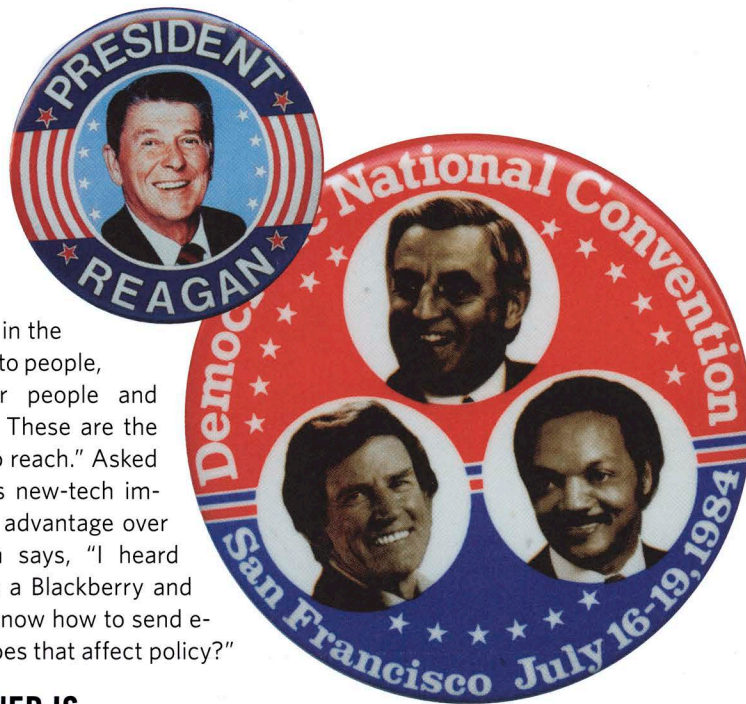 PRESIDENT
REAGAN
National Convention
San Francisco July 16-19, 1984
in the
to people,
people and
These are the
reach." Asked
new-tech im-
advantage over
says, "I heard
a Blackberry and
now how to send e-
that affect policy?"